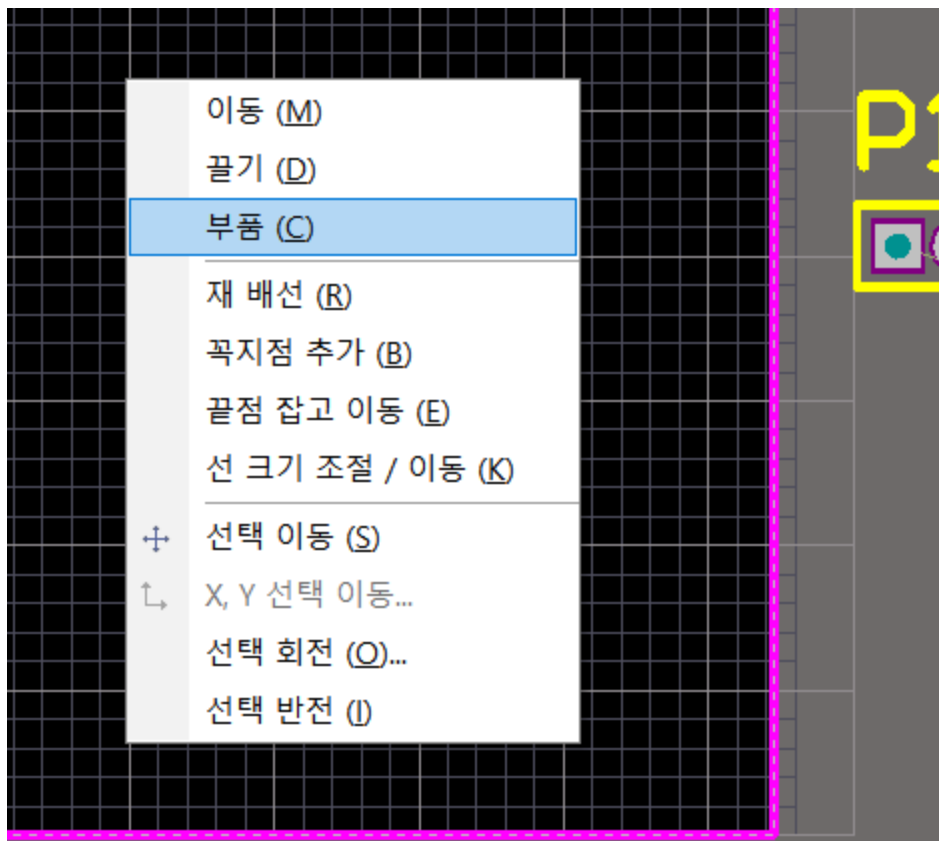 이동 (M)
끌기 (D)
부품 (C)
재 배선 (R)
꼭지점 추가 (B)
끝점 잡고 이동 (E)
선 크기 조절 / 이동 (K)
선택 이동 (S)
X, Y 선택 이동...
선택 회전 (O)...
선택 반전 (I)
P1